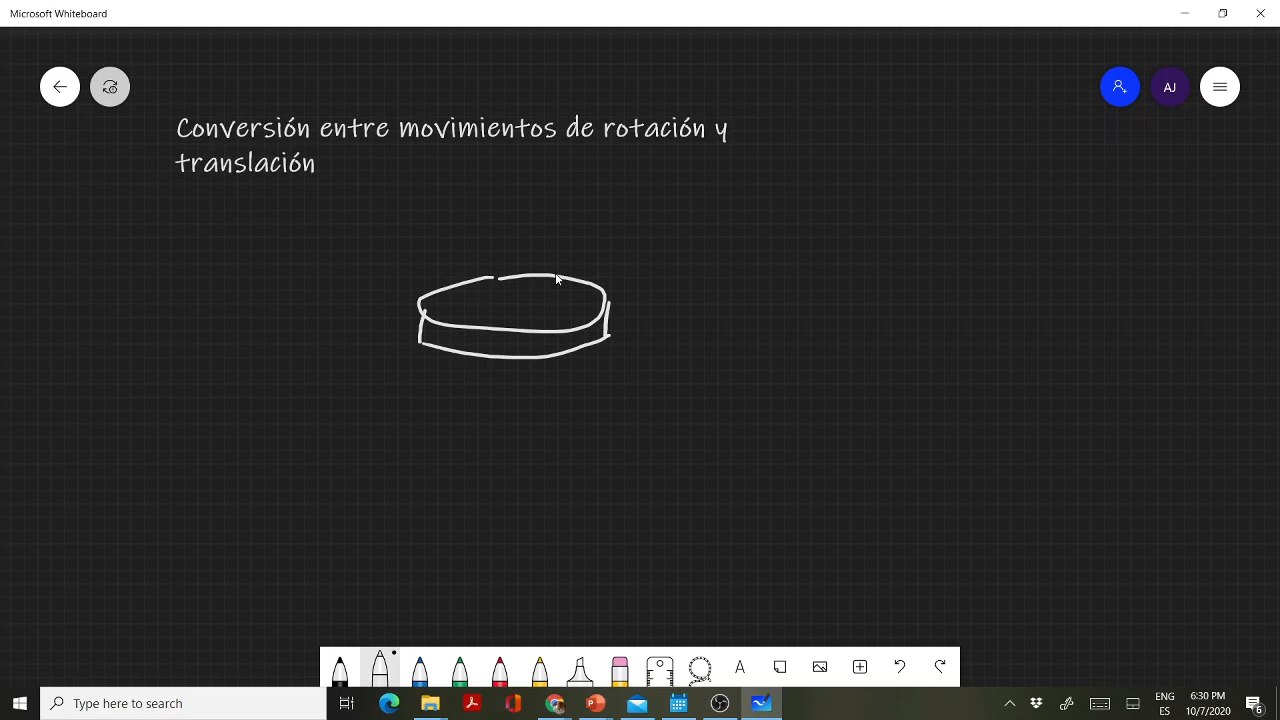 Microsoft Whiteboard
AJ
Conversión entre movimientos de rotación y
translación
A
Type here to search
ENG
ES
6:30 PM
10/7/2020
6